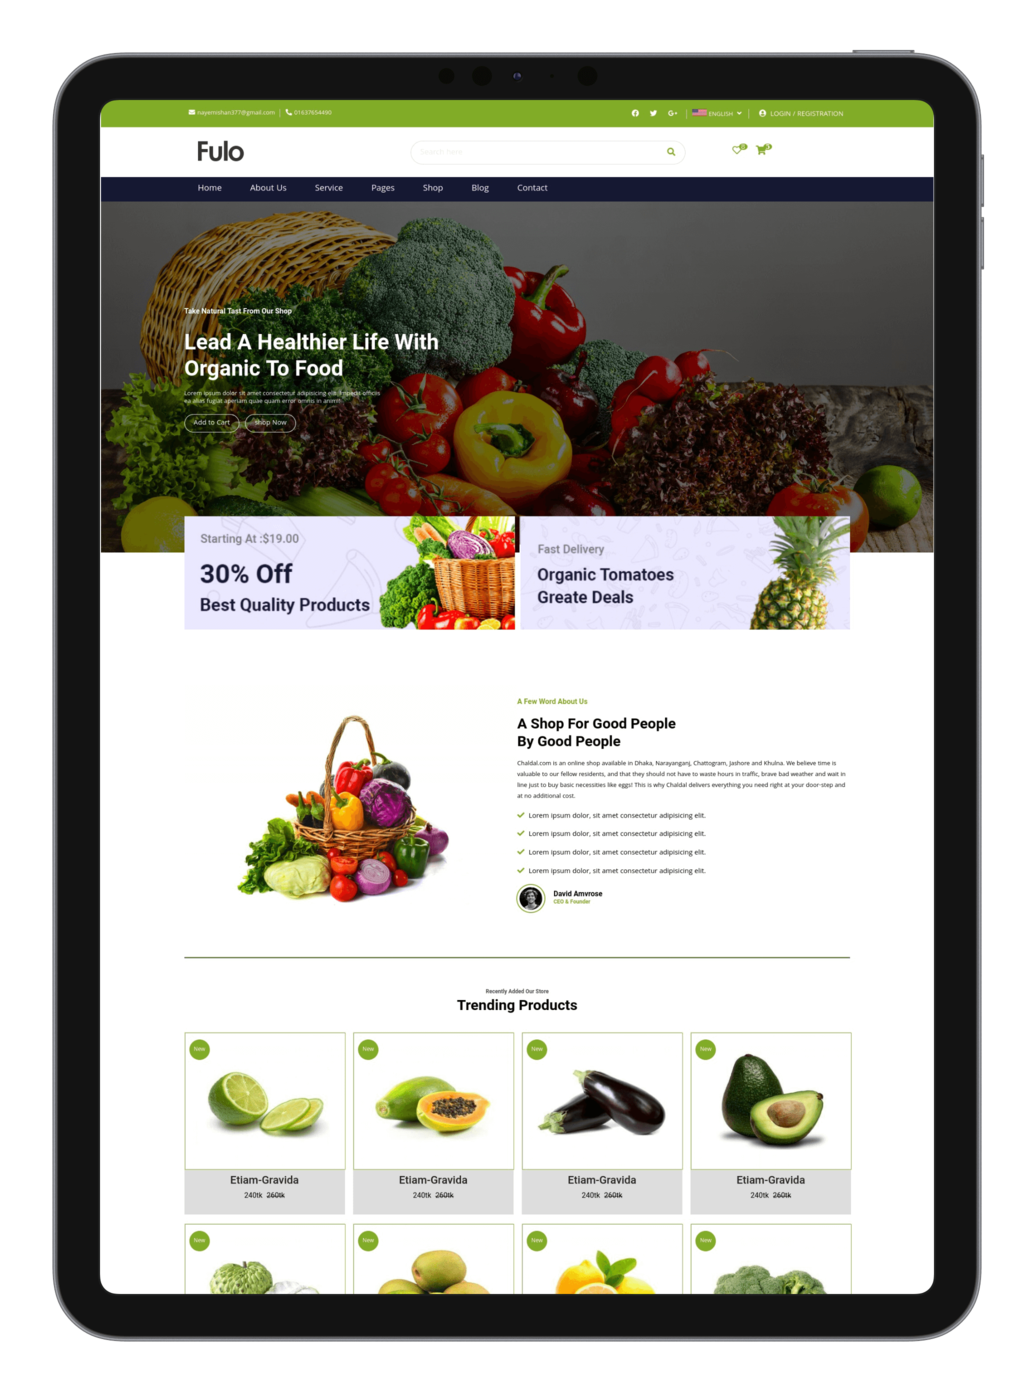 nayemishan377@gmail.com 01637654490 ENGLISH LOGIN / REGISTRATION
Fulo
Search here
0
Home About Us Service Pages Shop Blog Contact
Take Natural Tast From Our Shop
Lead A Healthier Life With
Organic To Food
Lorem ipsum dolor sit amet consectetur adipisicing elit. Impedit officiis
ea amet fugiat aperiam quae quam error omnis in animi!
Add to Cart shop Now
Starting At :$19.00
30% Off
Best Quality Products
Fast Delivery
Organic Tomatoes
Greate Deals
A Few Word About Us
A Shop For Good People
By Good People
Chaldal.com is an online shop available in Dhaka, Narayanganj, Chattogram, Jashore and Khulna. We believe time is
valuable to our fellow residents, and that they should not have to waste hours in traffic, brave bad weather and wait in
line just to buy basic necessities like eggs! This is why Chaldal delivers everything you need right at your door-step and
at no additional cost.
Lorem ipsum dolor, sit amet consectetur adipisicing elit.
Lorem ipsum dolor, sit amet consectetur adipisicing elit.
Lorem ipsum dolor, sit amet consectetur adipisicing elit.
Lorem ipsum dolor, sit amet consectetur adipisicing elit.
David Amvrose
CEO & Founder
Recently Added Our Store
Trending Products
New New New New
Etiam-Gravida Etiam-Gravida Etiam-Gravida Etiam-Gravida
240tk 260tk 240tk 260tk 240tk 260tk 240tk 260tk
New New New New